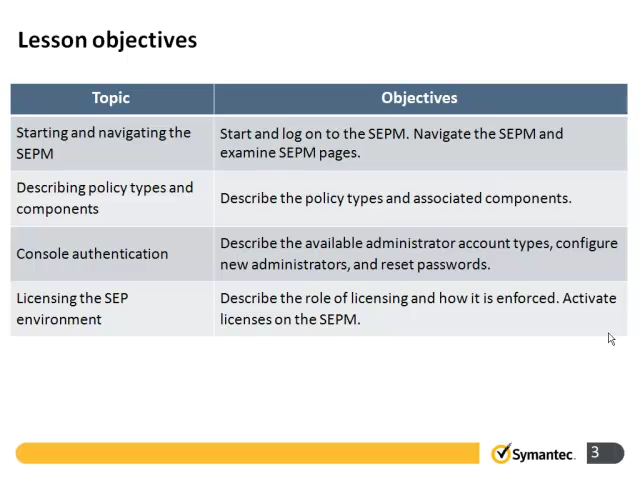 Lesson objectives
Topic
Objectives
Starting and navigating the
SEPM
Start and log on to the SEPM. Navigate the SEPM and
examine SEPM pages.
Describing policy types and
components
Describe the policy types and associated components.
Console authentication
Describe the available administrator account types, configure
new administrators, and reset passwords.
Licensing the SEP
environment
Describe the role of licensing and how it is enforced. Activate
licenses on the SEPM.
Symantec.
3